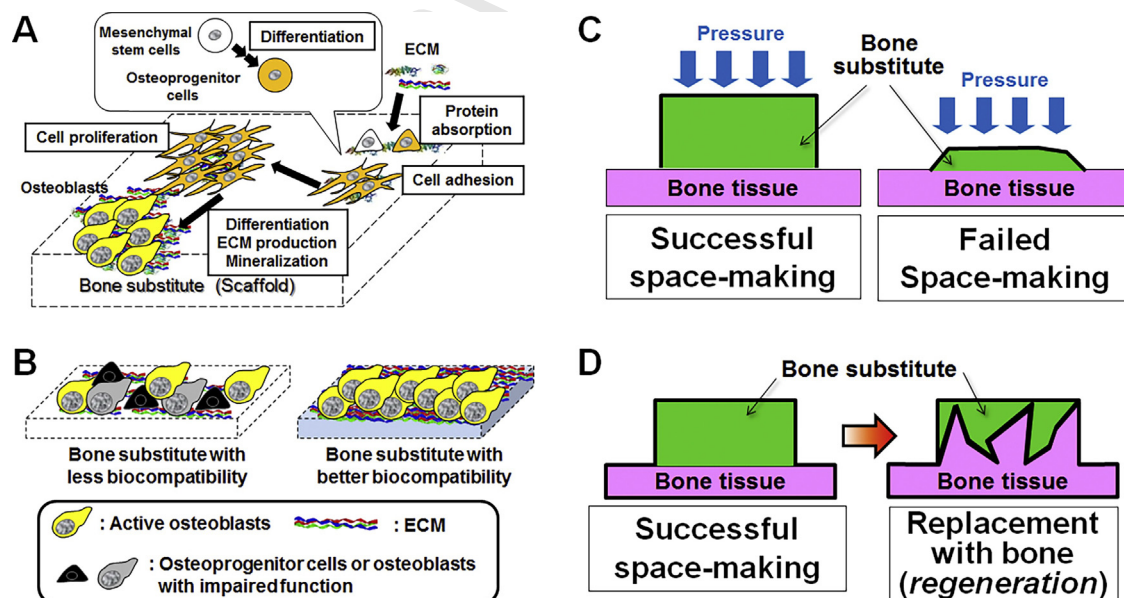 A
Mesenchymal
stem cells
Differentiation
Osteoprogenitor
cells
ECM
Protein
absorption
Cell proliferation
Cell adhesion
Osteoblasts
Differentiation
ECM production
Mineralization
Bone substitute (Scaffold)
B
Bone substitute with
less biocompatibility
Bone substitute with
better biocompatibility
: Active osteoblasts
: ECM
: Osteoprogenitor cells or osteoblasts
with impaired function
C
Pressure
Bone
substitute
Pressure
Bone tissue
Bone tissue
Successful
space-making
Failed
Space-making
D
Bone substitute
Bone tissue
Bone tissue
Successful
space-making
Replacement
with bone
(regeneration)